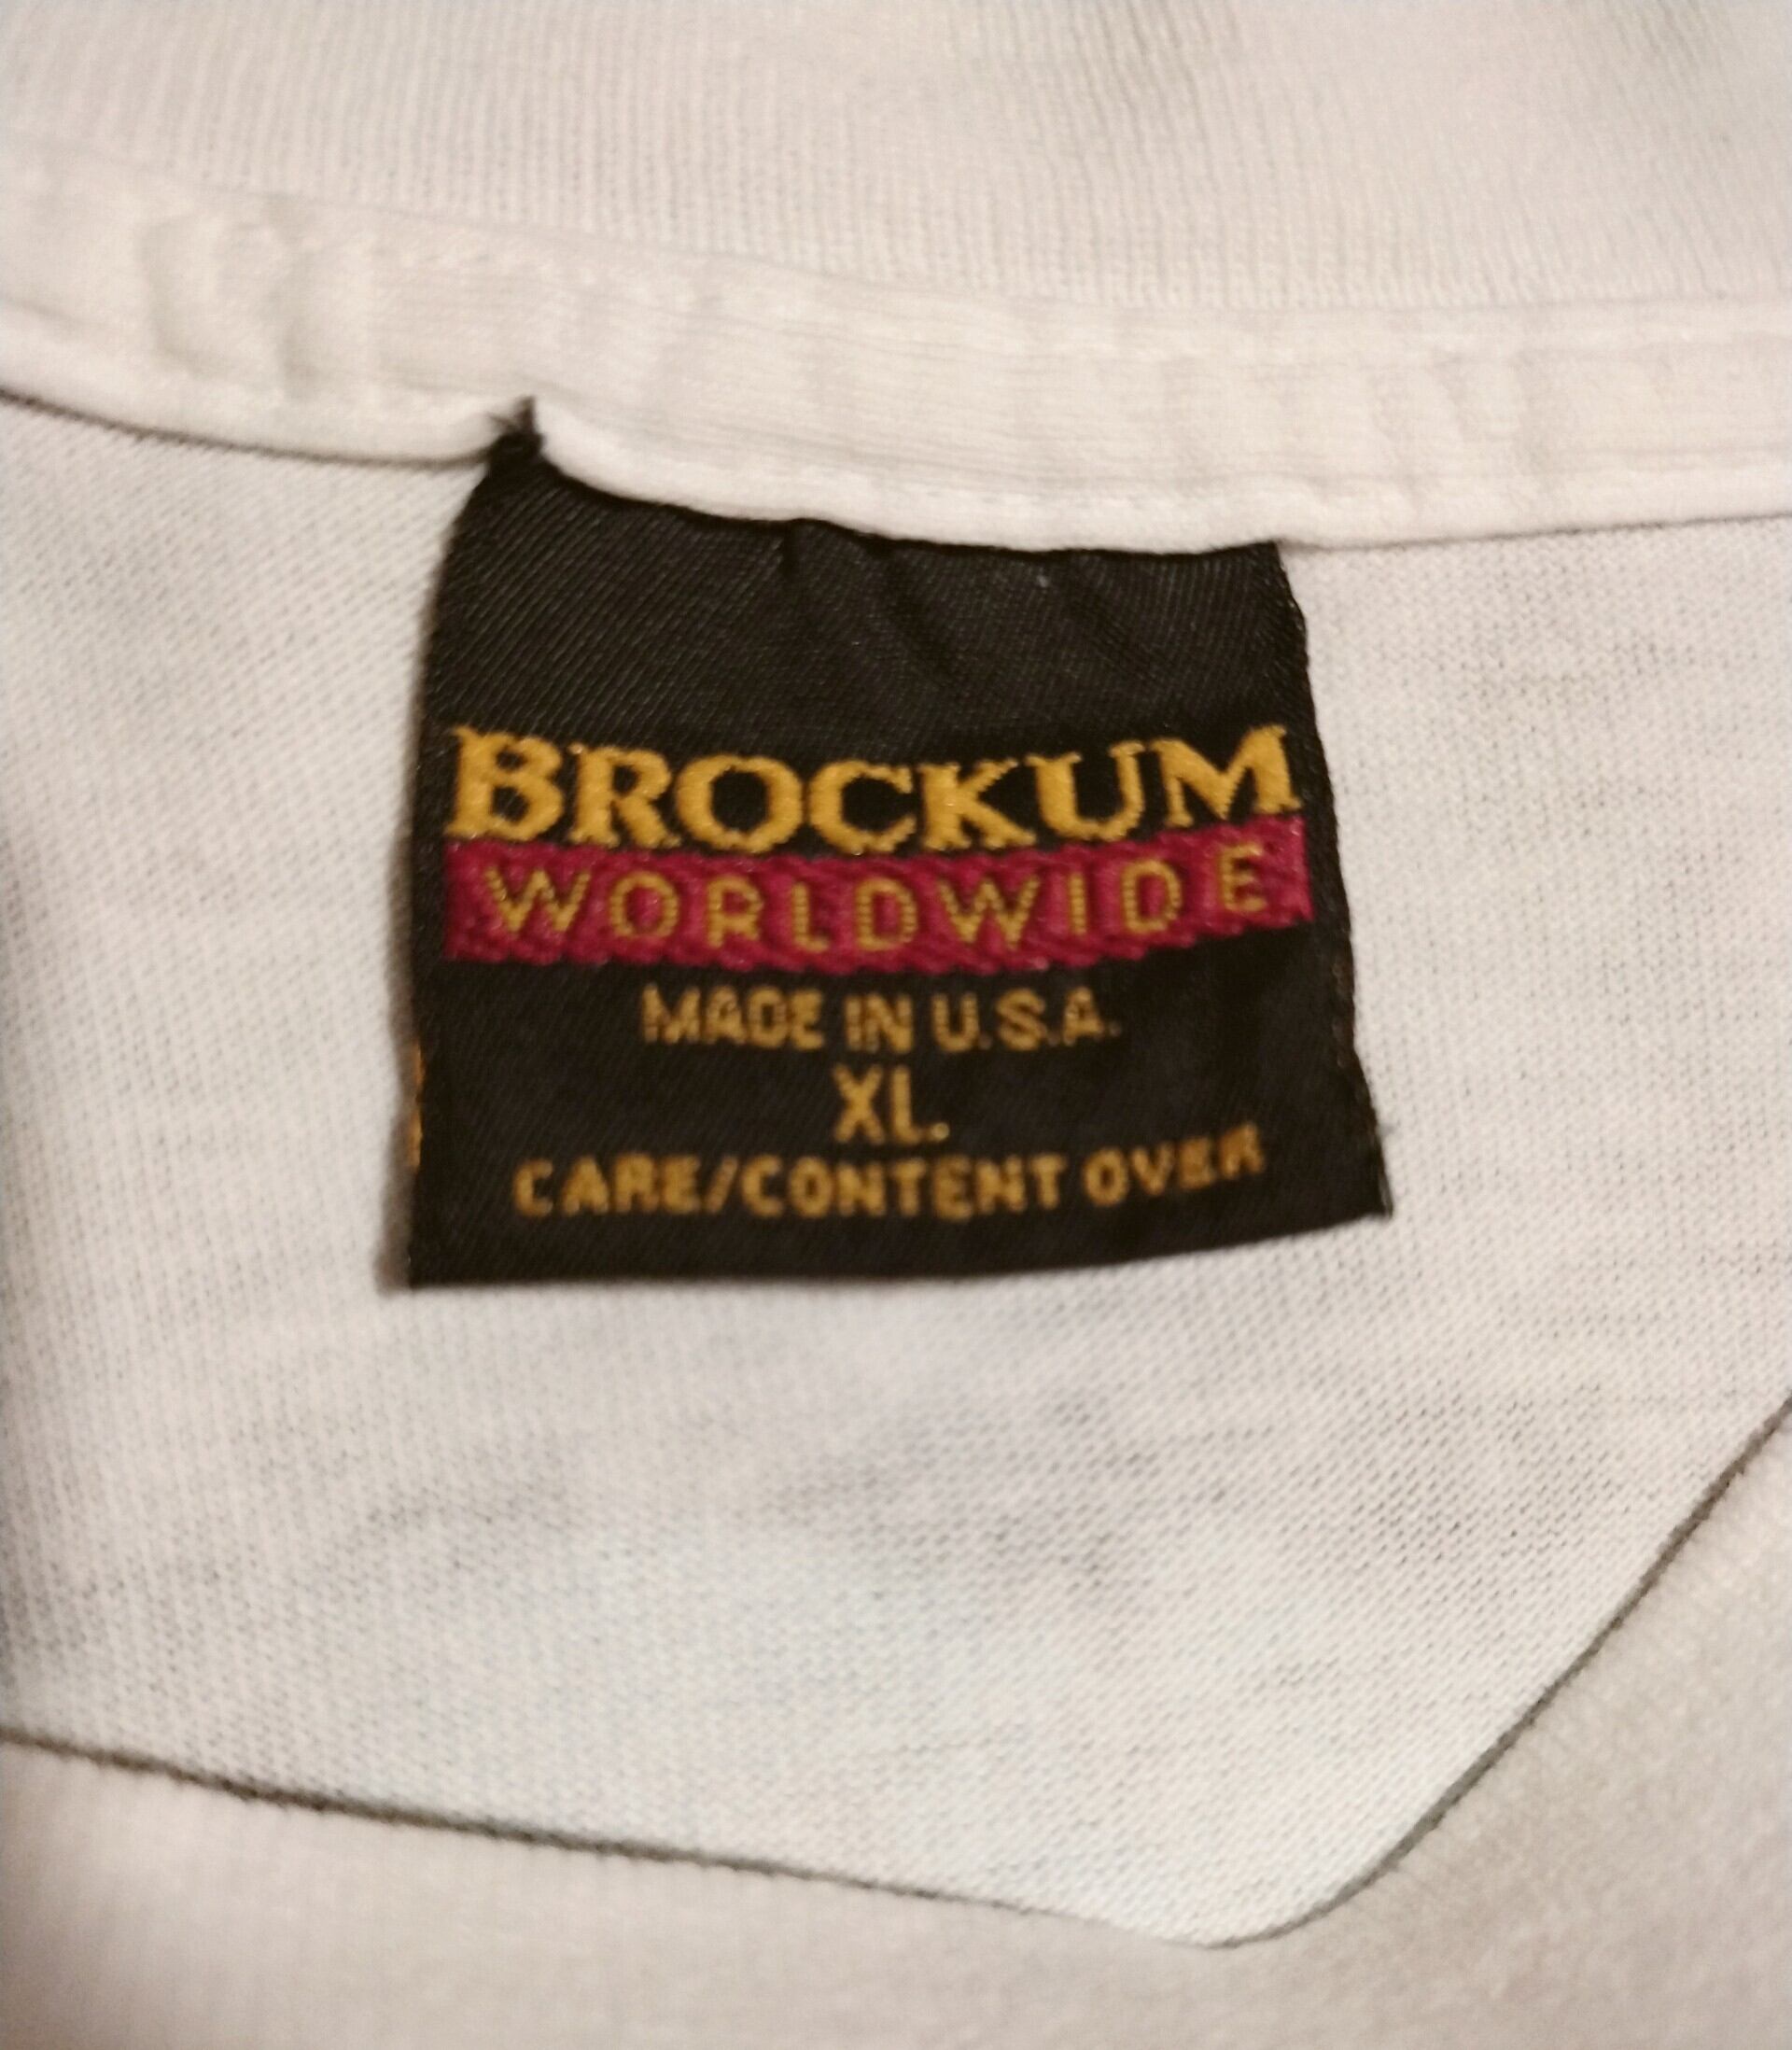 BROCKUM
WORLDWIDE
MADE IN U.S.A.
XL.
CARE/CONTENT OVER